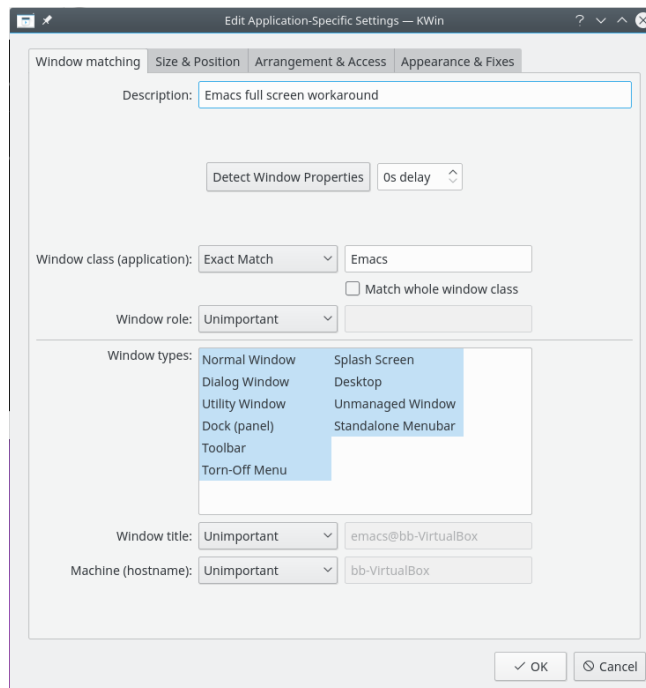 Edit Application-Specific Settings — KWin
Window matching Size & Position Arrangement & Access Appearance & Fixes
Description: Emacs full screen workaround
Detect Window Properties 0s delay
Window class (application): Exact Match Emacs
Match whole window class
Window role: Unimportant
Window types:
Normal Window Splash Screen
Dialog Window Desktop
Utility Window Unmanaged Window
Dock (panel) Standalone Menubar
Toolbar
Torn-Off Menu
Window title: Unimportant emacs@bb-VirtualBox
Machine (hostname): Unimportant bb-VirtualBox
OK Cancel